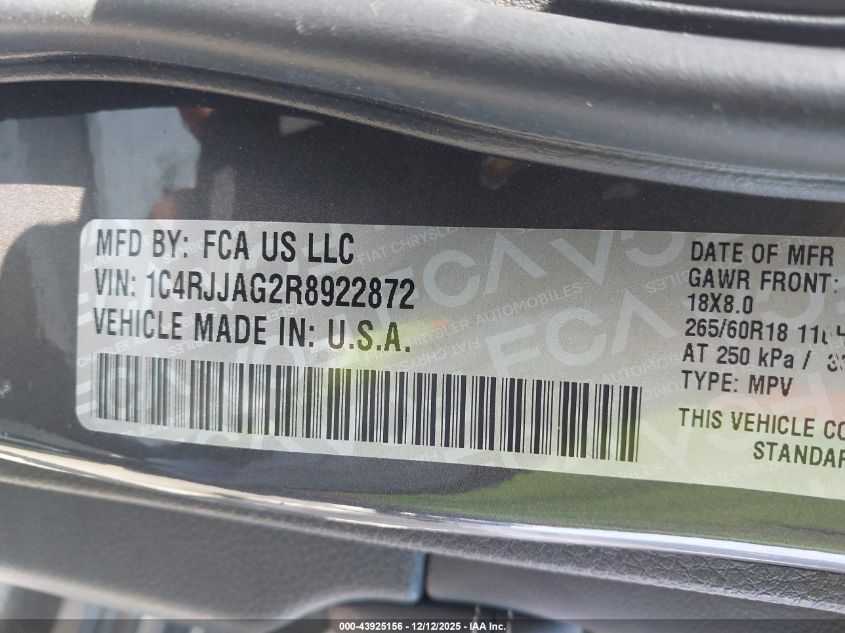 MFD BY: FCA US LLC
VIN: 1C4RJJAG2R8922872
VEHICLE MADE IN: U.S.A.
DATE OF MFR
GAWR FRONT:
18X8.0
265/60R18
AT 250 kPa /
TYPE: MPV
THIS VEHICLE CO
STANDAR
000-43925156 - 12/12/2025 - IAA Inc.